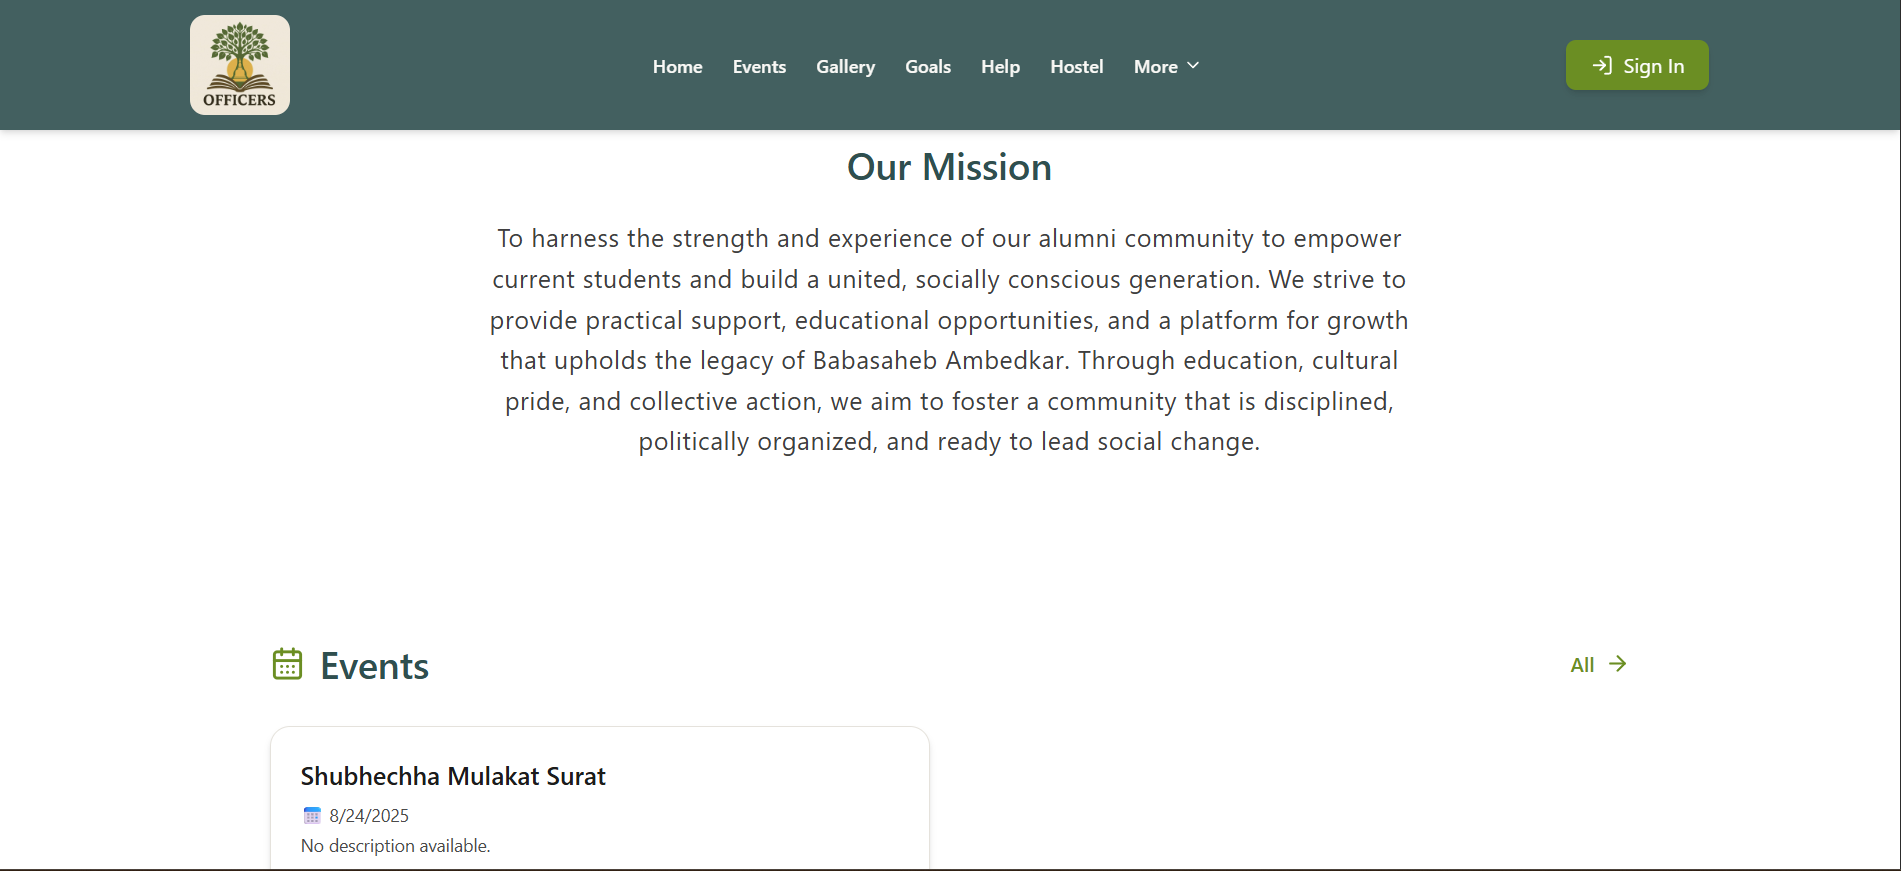 OFFICERS
Home Events Gallery Goals Help Hostel More
Sign In
Our Mission
To harness the strength and experience of our alumni community to empower
current students and build a united, socially conscious generation. We strive to
provide practical support, educational opportunities, and a platform for growth
that upholds the legacy of Babasaheb Ambedkar. Through education, cultural
pride, and collective action, we aim to foster a community that is disciplined,
politically organized, and ready to lead social change.
Events
All
Shubhechha Mulakat Surat
8/24/2025
No description available.